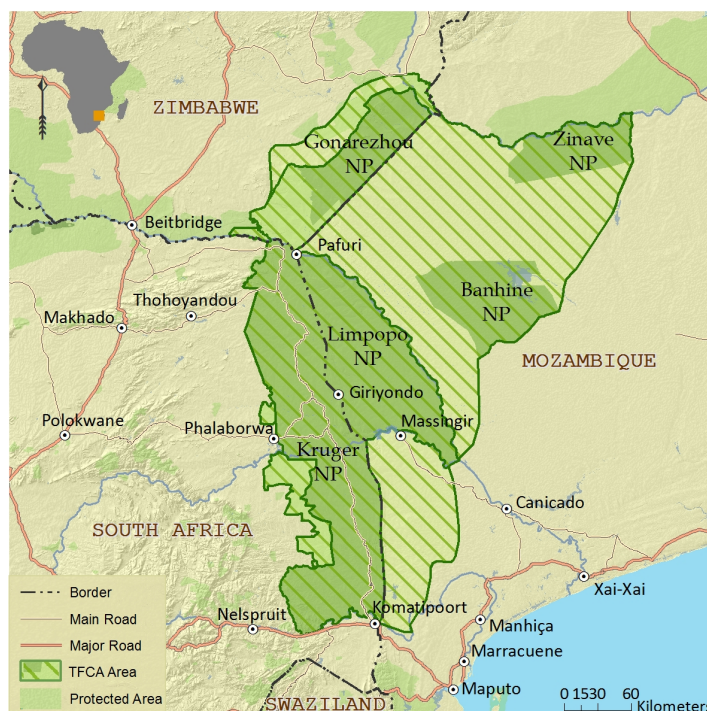 ZIMBABWE
Gonarezhou
NP
Zinave
NP
Beitbridge
Pafuri
Thohoyandou
Banhine
NP
Makhado
Limpopo
NP
MOZAMBIQUE
Giriyondo
Polokwane
Phalaborwa
Massingir
Kruger
NP
Canicado
SOUTH AFRICA
Xai-Xai
Nelspruit
Komatipoort
Manhiça
Marracuene
Maputo
SWAZILAND
Border
Main Road
Major Road
TFCA Area
Protected Area
0 1530 60
Kilometers